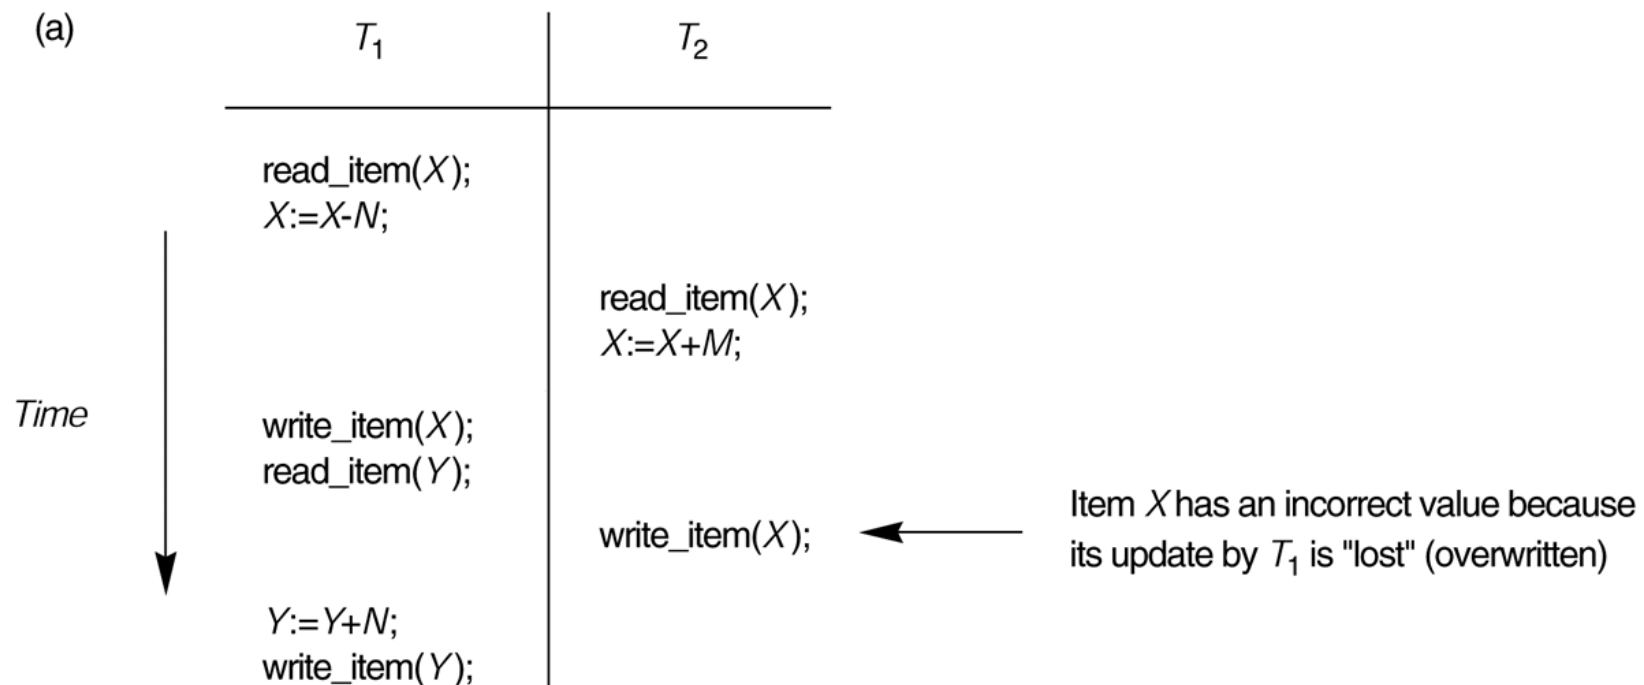 (a)
T1 T2
read_item(X);
X:=X-N;
read_item(X);
X:=X+M;
Time
write_item(X);
read_item(Y);
write_item(X);
Item X has an incorrect value because
its update by T1 is "lost" (overwritten)
Y:=Y+N;
write_item(Y);